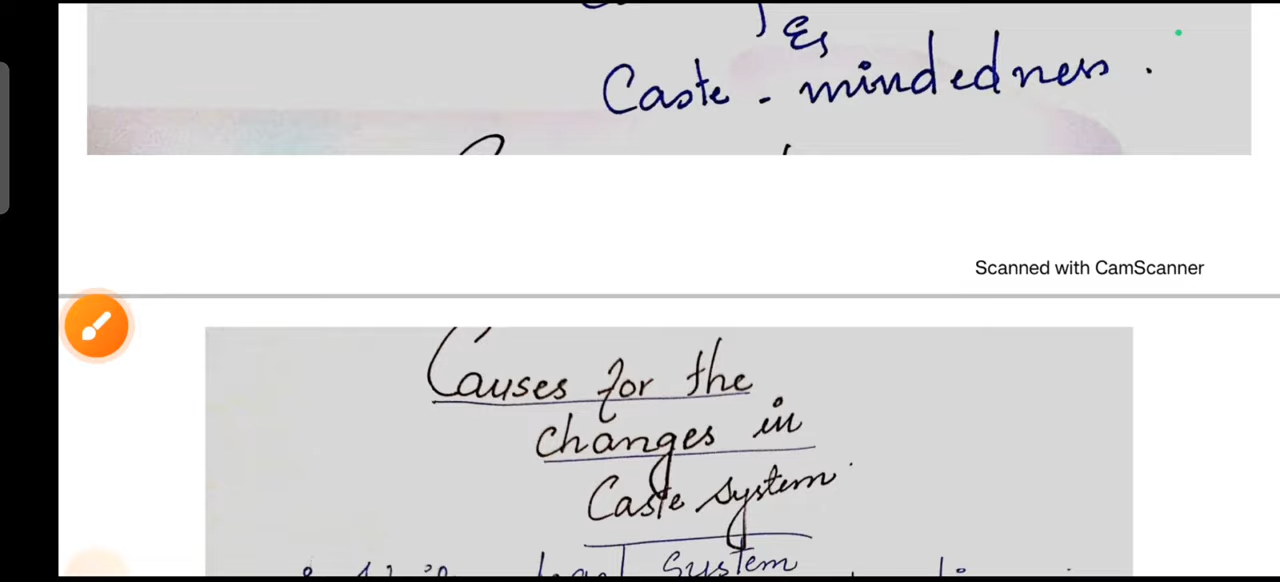 &
Caste - mindedness.
Scanned with CamScanner
Causes for the
changes in
Caste system
System